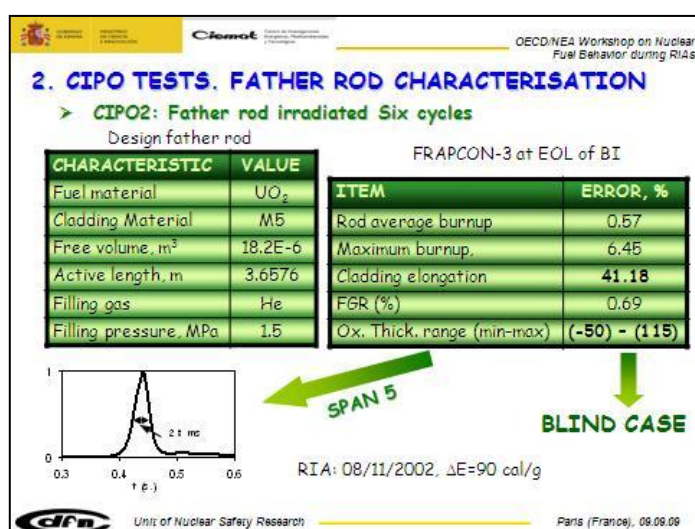 Ciemat
OECD/NEA Workshop on Nuclear
Fuel Behavior during RIAs
2. CIPO TESTS. FATHER ROD CHARACTERISATION
➤ CIPO2: Father rod irradiated Six cycles
Design father rod
CHARACTERISTIC VALUE
Fuel material UO₂
Cladding Material M5
Free volume, m³ 18.2E-6
Active length, m 3.6576
Filling gas He
Filling pressure, MPa 1.5
FRAPCON-3 at EOL of BI
ITEM ERROR, %
Rod average burnup 0.57
Maximum burnup, 6.45
Cladding elongation 41.18
FGR (%) 0.69
Ox. Thick. range (min-max) (-50) - (115)
1
0
0.3 0.4 0.5 0.6
ms
SPAN 5
BLIND CASE
RIA: 08/11/2002, ΔE=90 cal/g
dfn
Unit of Nuclear Safety Research
Paris (France), 09.09.09